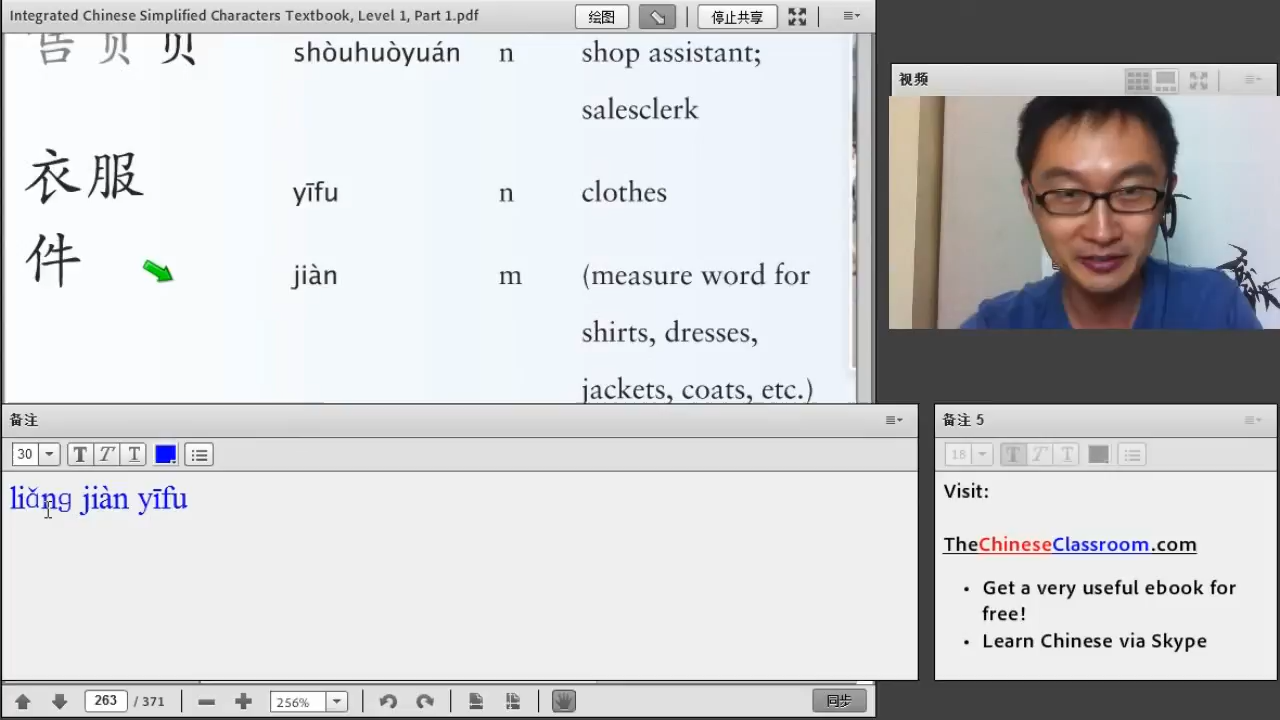 Integrated Chinese Simplified Characters Textbook, Level 1, Part 1.pdf
绘图
停止共享
售货员 shòuhuòyuán n shop assistant;
salesclerk
衣服 yīfu n clothes
件 jiàn m (measure word for
shirts, dresses,
jackets, coats, etc.)
视频
备注
30
liǎng jiàn yīfu
263 / 371
256%
同步
备注 5
18
Visit:
TheChineseClassroom.com
• Get a very useful ebook for
free!
• Learn Chinese via Skype